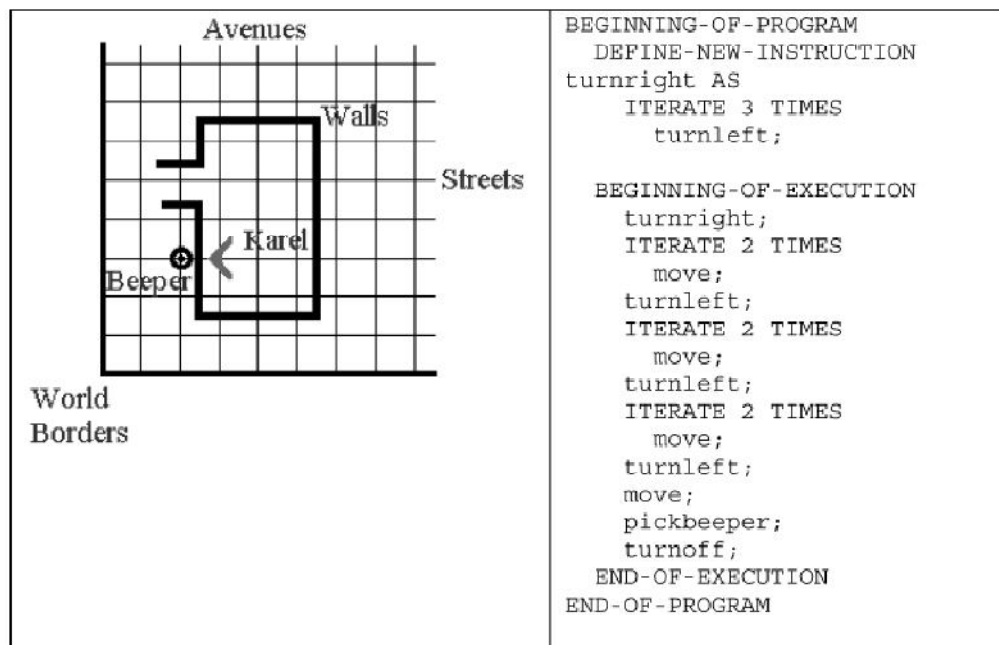 Avenues
Walls
Streets
Karel
Beeper
World
Borders
BEGINNING-OF-PROGRAM
DEFINE-NEW-INSTRUCTION
turnright AS
ITERATE 3 TIMES
turnleft;
BEGINNING-OF-EXECUTION
turnright;
ITERATE 2 TIMES
move;
turnleft;
ITERATE 2 TIMES
move;
turnleft;
ITERATE 2 TIMES
move;
turnleft;
move;
pickbeeper;
turnoff;
END-OF-EXECUTION
END-OF-PROGRAM